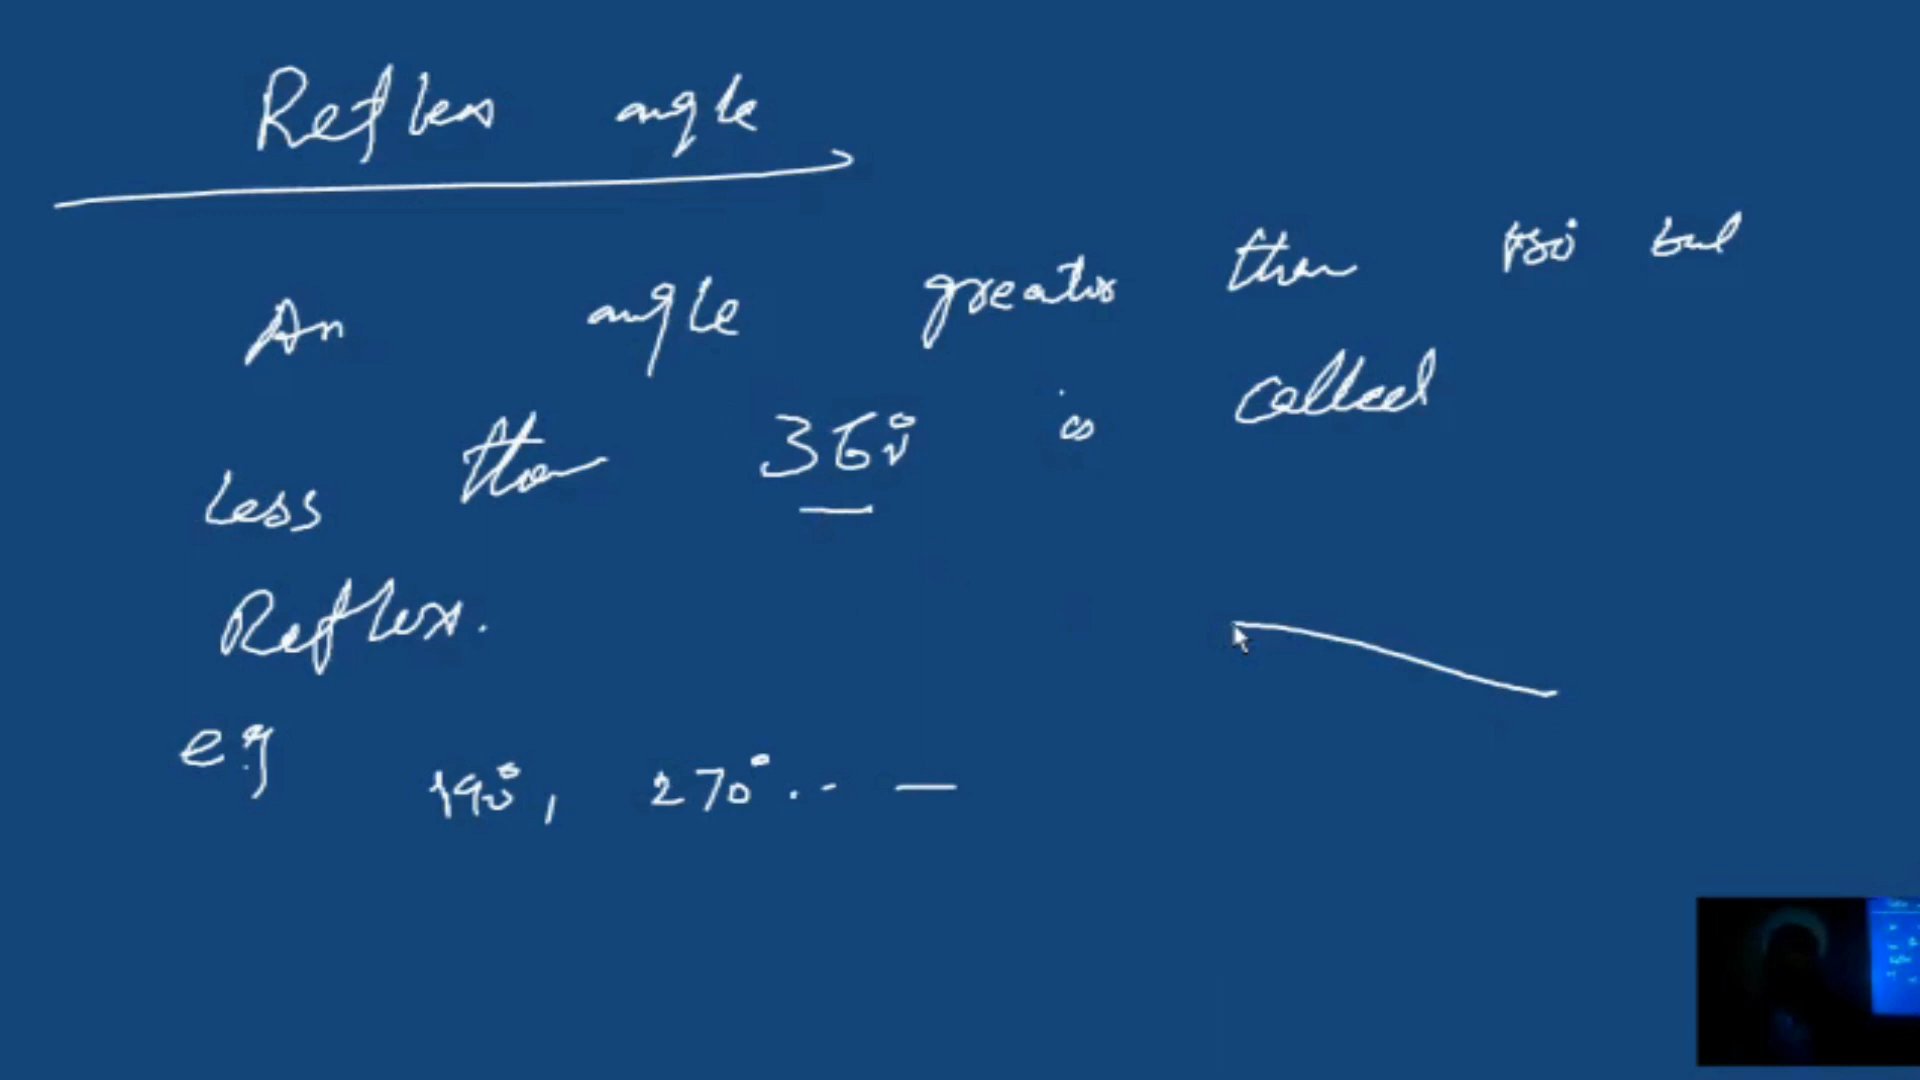 Reflex angle
An angle greater than 180° but
less than 360° is called
Reflex.
e.g 190°, 270° . . - —